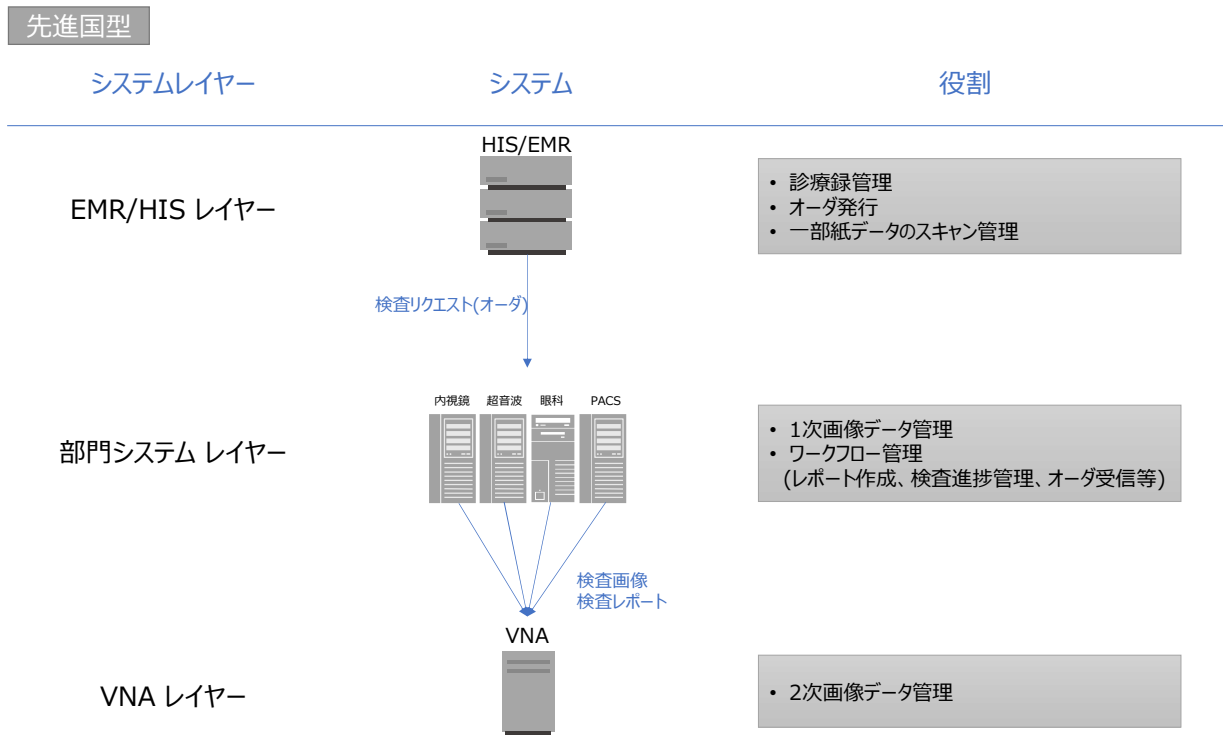 先進国型
システムレイヤー
システム
役割
HIS/EMR
EMR/HIS レイヤー
• 診療録管理
• オーダ発行
• 一部紙データのスキャン管理
検査リクエスト(オーダ)
内視鏡 超音波 眼科 PACS
部門システム レイヤー
• 1次画像データ管理
• ワークフロー管理
(レポート作成、検査進捗管理、オーダ受信等)
検査画像
検査レポート
VNA
VNA レイヤー
• 2次画像データ管理